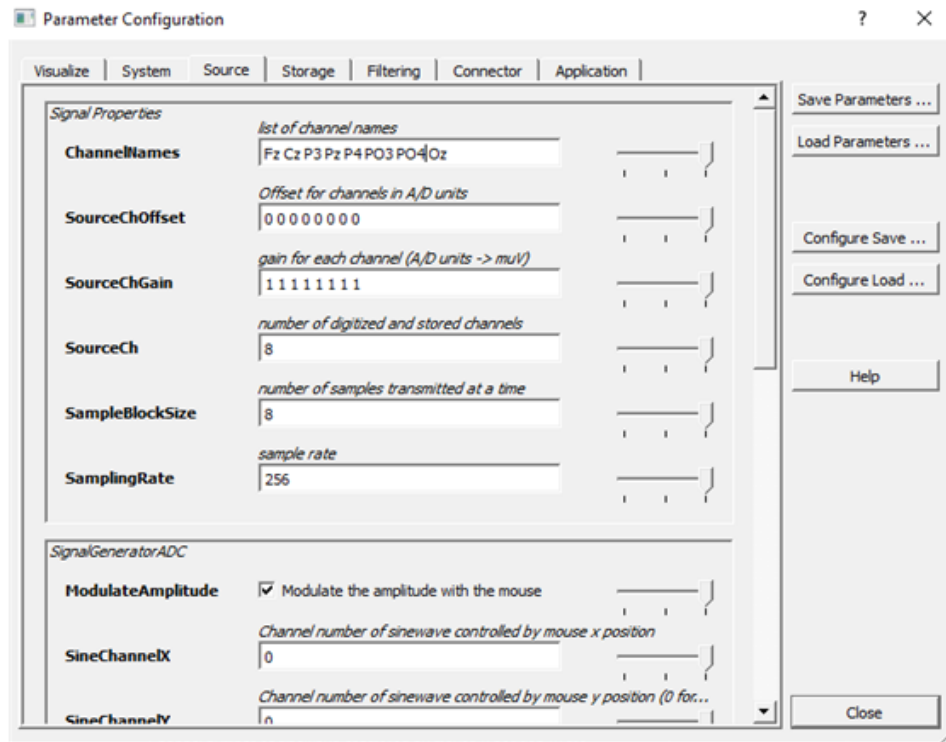 Parameter Configuration
? ×
Visualize System Source Storage Filtering Connector Application
Save Parameters ...
Load Parameters ...
Configure Save ...
Configure Load ...
Help
Close
Signal Properties
list of channel names
ChannelNames Fz Cz P3 Pz P4 PO3 PO4 Oz
Offset for channels in A/D units
SourceChOffset 0 0 0 0 0 0 0 0
gain for each channel (A/D units -> muV)
SourceChGain 1 1 1 1 1 1 1 1
number of digitized and stored channels
SourceCh 8
number of samples transmitted at a time
SampleBlockSize 8
sample rate
SamplingRate 256
SignalGeneratorADC
ModulateAmplitude Modulate the amplitude with the mouse
Channel number of sinewave controlled by mouse x position
SineChannelX 0
Channel number of sinewave controlled by mouse y position (0 for...
SineChannelY 0